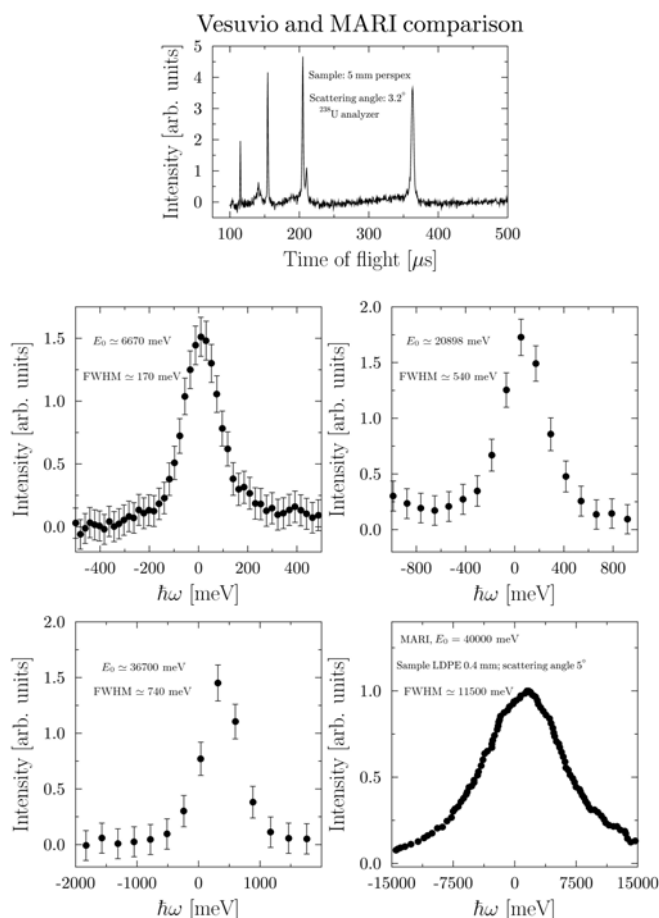 Vesuvio and MARI comparison
Intensity [arb. units]
5
4
3
2
1
0
Sample: 5 mm perspex
Scattering angle: 3.2°
²³⁸U analyzer
100 200 300 400 500
Time of flight [μs]
Intensity [arb. units]
1.5
1.0
0.5
0.0
E₀ ≃ 6670 meV
FWHM ≃ 170 meV
-400 -200 0 200 400
ħω [meV]
Intensity [arb. units]
2.0
1.5
1.0
0.5
0.0
E₀ ≃ 20898 meV
FWHM ≃ 540 meV
-800 -400 0 400 800
ħω [meV]
Intensity [arb. units]
2.0
1.5
1.0
0.5
0.0
E₀ ≃ 36700 meV
FWHM ≃ 740 meV
-2000 -1000 0 1000
ħω [meV]
Intensity [arb. units]
1.0
0.5
0.0
MARI, E₀ = 40000 meV
Sample LDPE 0.4 mm; scattering angle 5°
FWHM ≃ 11500 meV
-15000 -7500 0 7500 15000
ħω [meV]